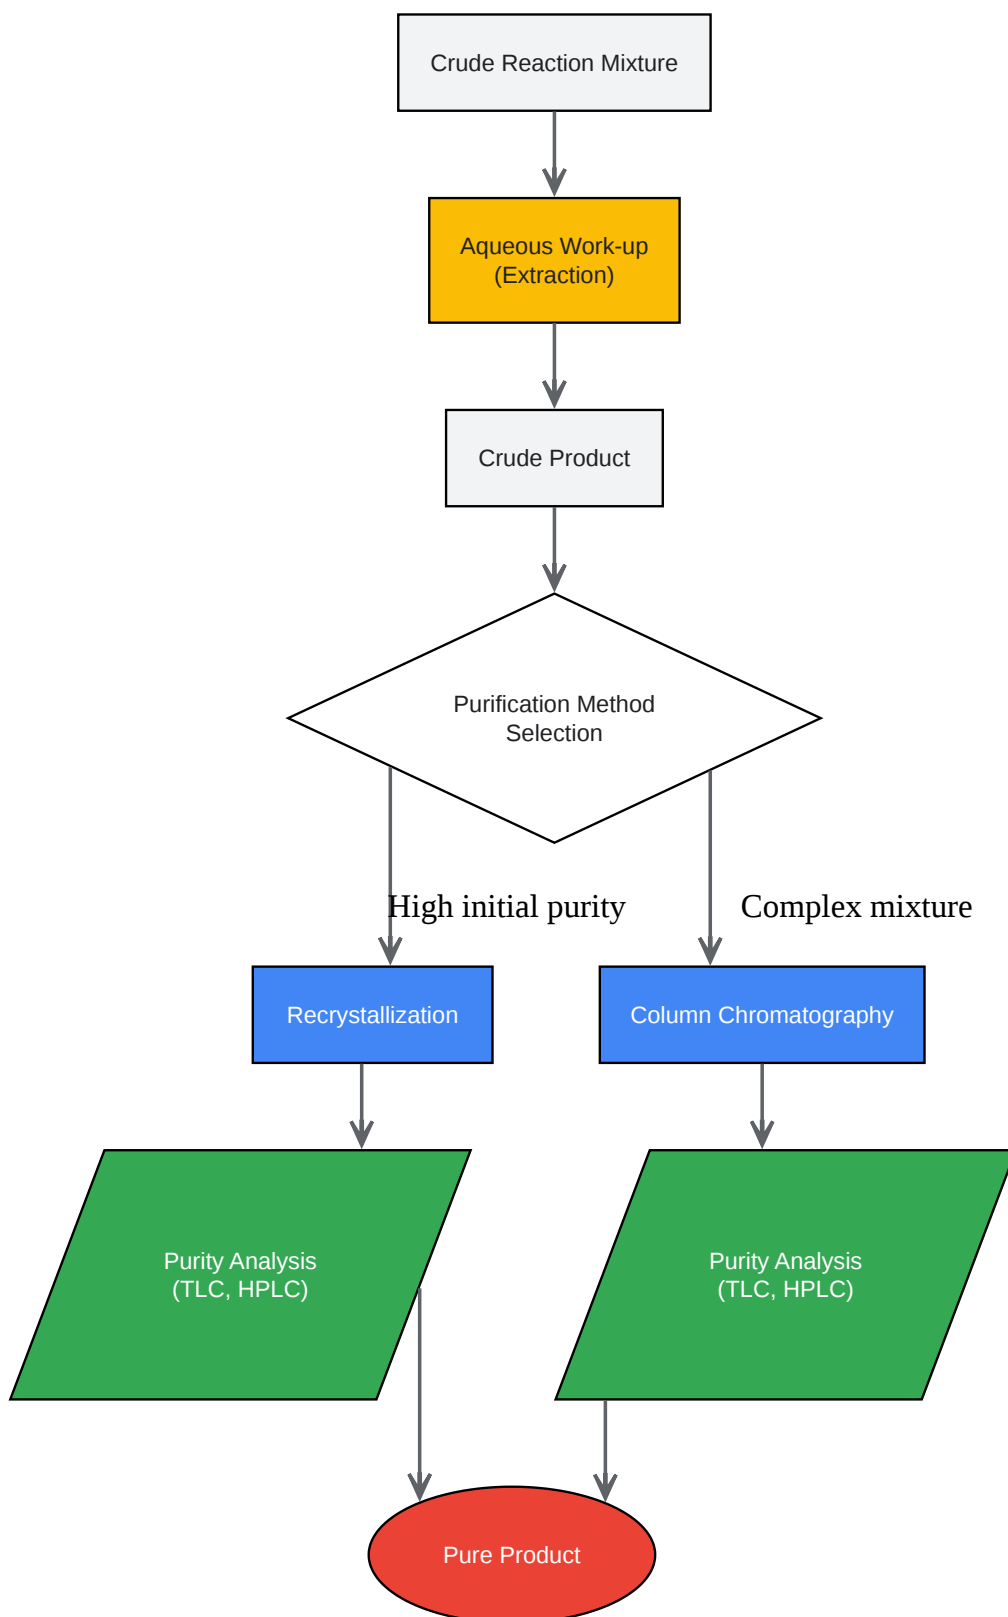 Crude Reaction Mixture
Aqueous Work-up
(Extraction)
Crude Product
Purification Method
Selection
High initial purity
Complex mixture
Recrystallization
Column Chromatography
Purity Analysis
(TLC, HPLC)
Purity Analysis
(TLC, HPLC)
Pure Product